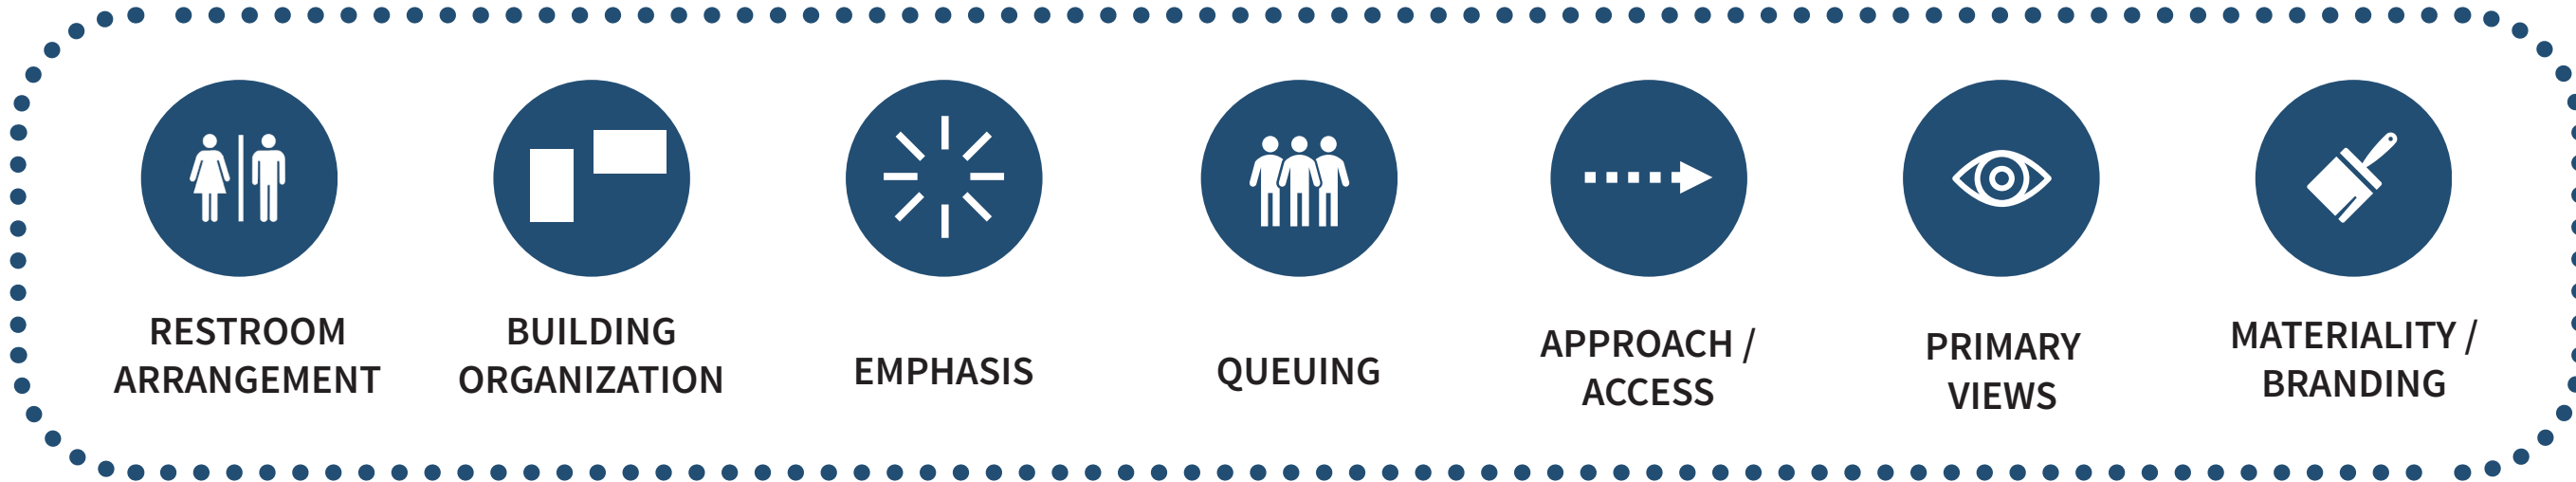 RESTROOM
ARRANGEMENT
BUILDING
ORGANIZATION
EMPHASIS
QUEUING
APPROACH /
ACCESS
PRIMARY
VIEWS
MATERIALITY /
BRANDING